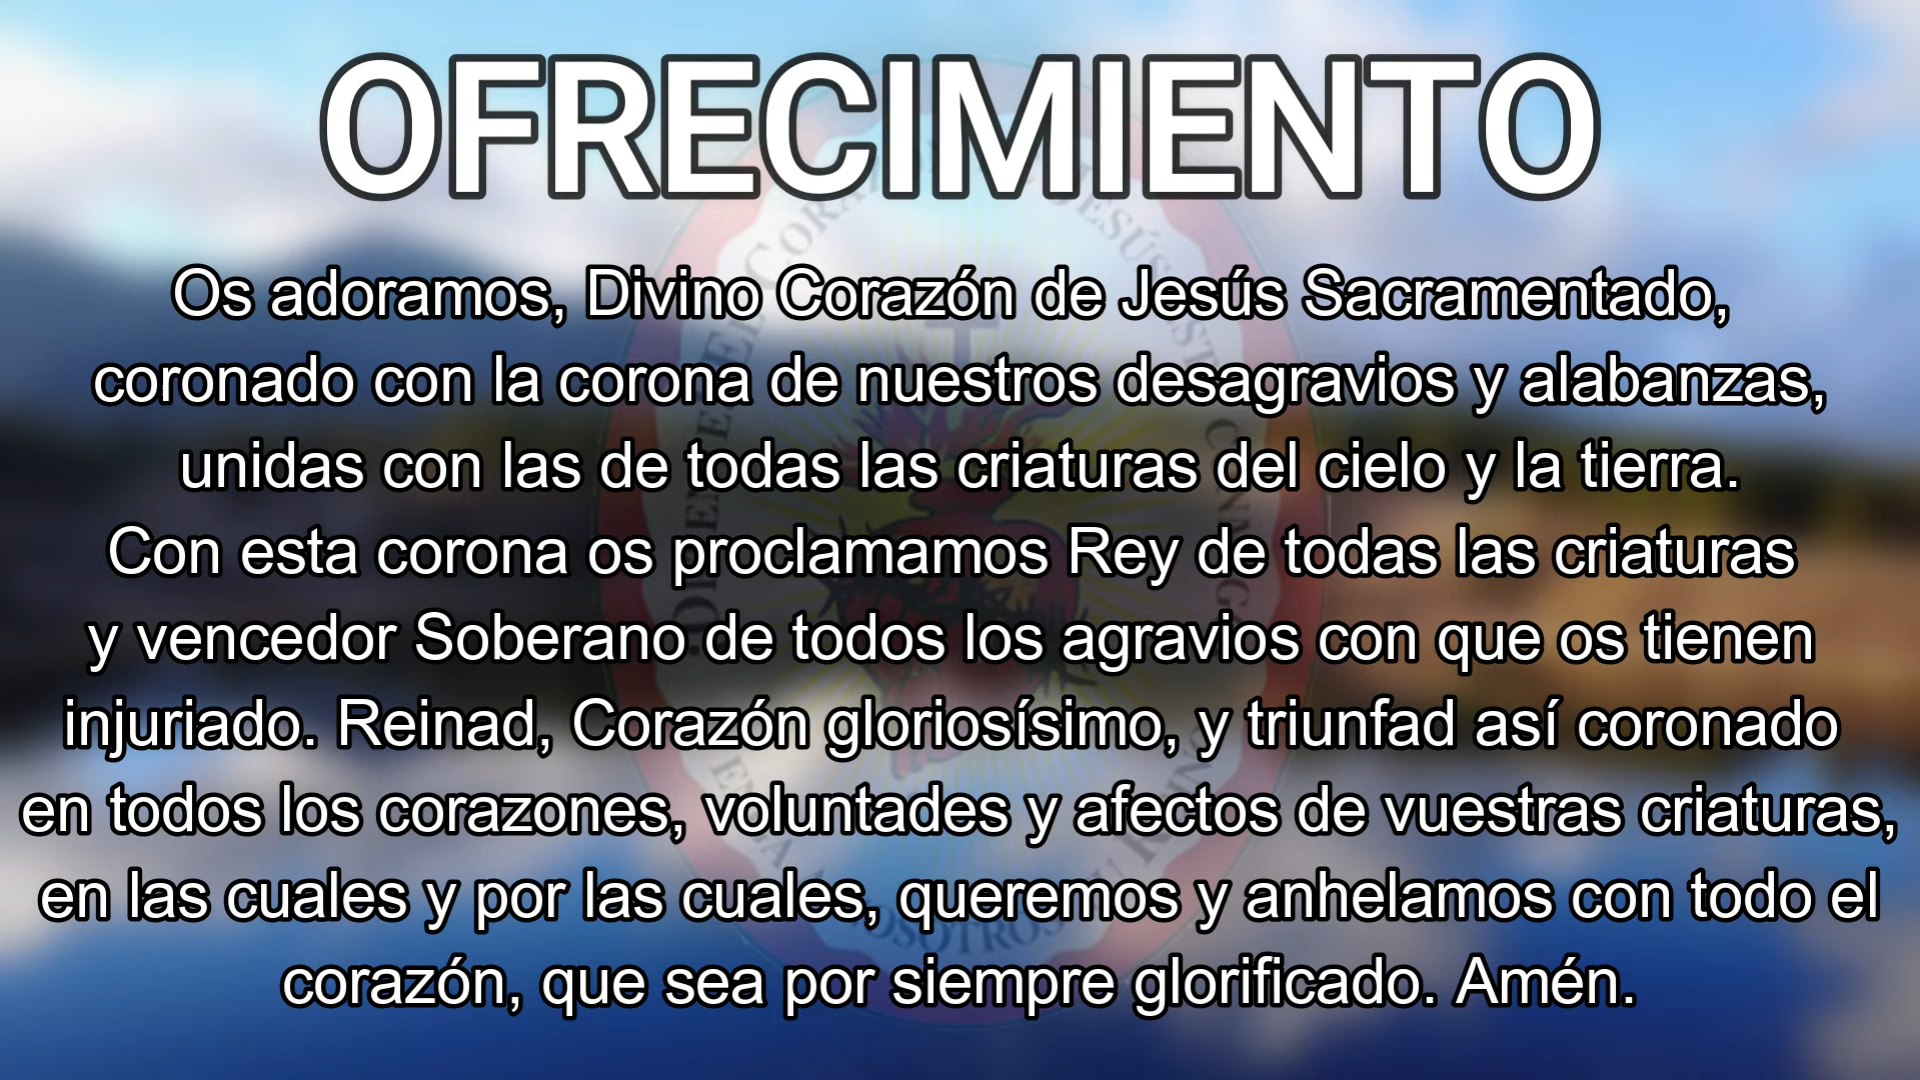 OFRECIMIENTO
Os adoramos, Divino Corazón de Jesús Sacramentado,
coronado con la corona de nuestros desagravios y alabanzas,
unidas con las de todas las criaturas del cielo y la tierra.
Con esta corona os proclamamos Rey de todas las criaturas
y vencedor Soberano de todos los agravios con que os tienen
injuriado. Reinad, Corazón gloriosísimo, y triunfad así coronado
en todos los corazones, voluntades y afectos de vuestras criaturas,
en las cuales y por las cuales, queremos y anhelamos con todo el
corazón, que sea por siempre glorificado. Amén.